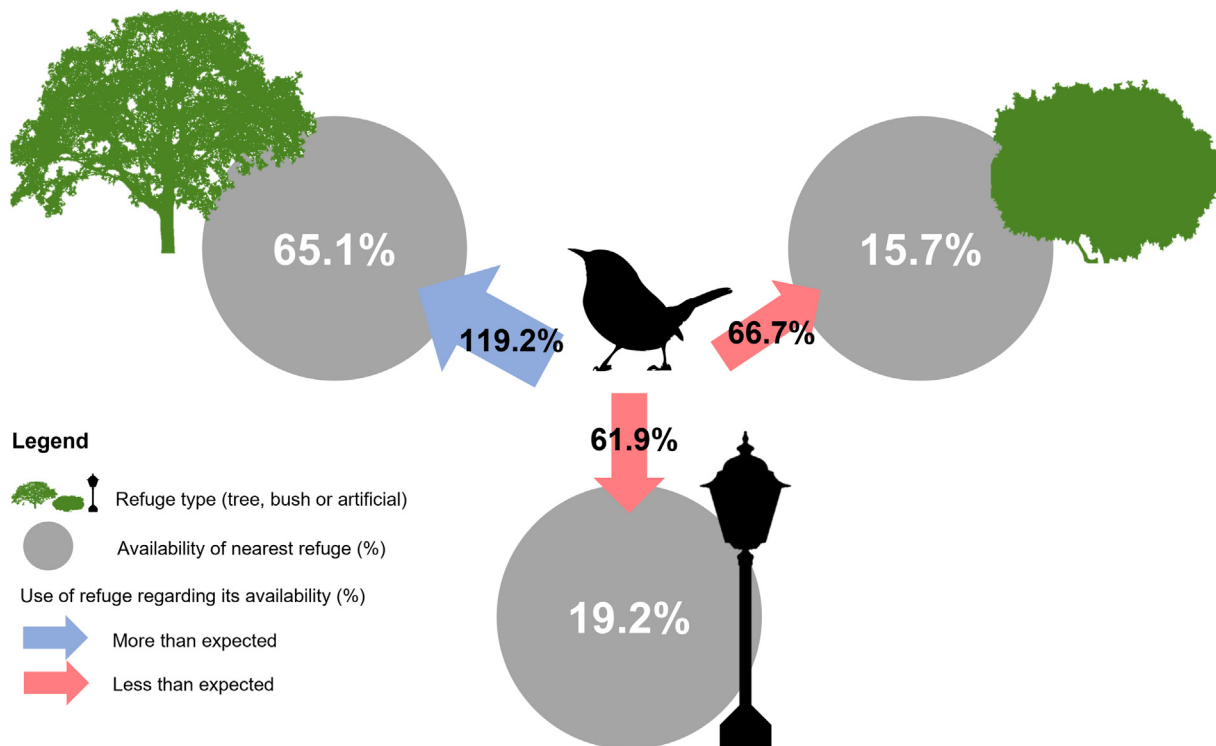 65.1%
15.7%
119.2%
66.7%
61.9%
19.2%
Legend
Refuge type (tree, bush or artificial)
Availability of nearest refuge (%)
Use of refuge regarding its availability (%)
More than expected
Less than expected